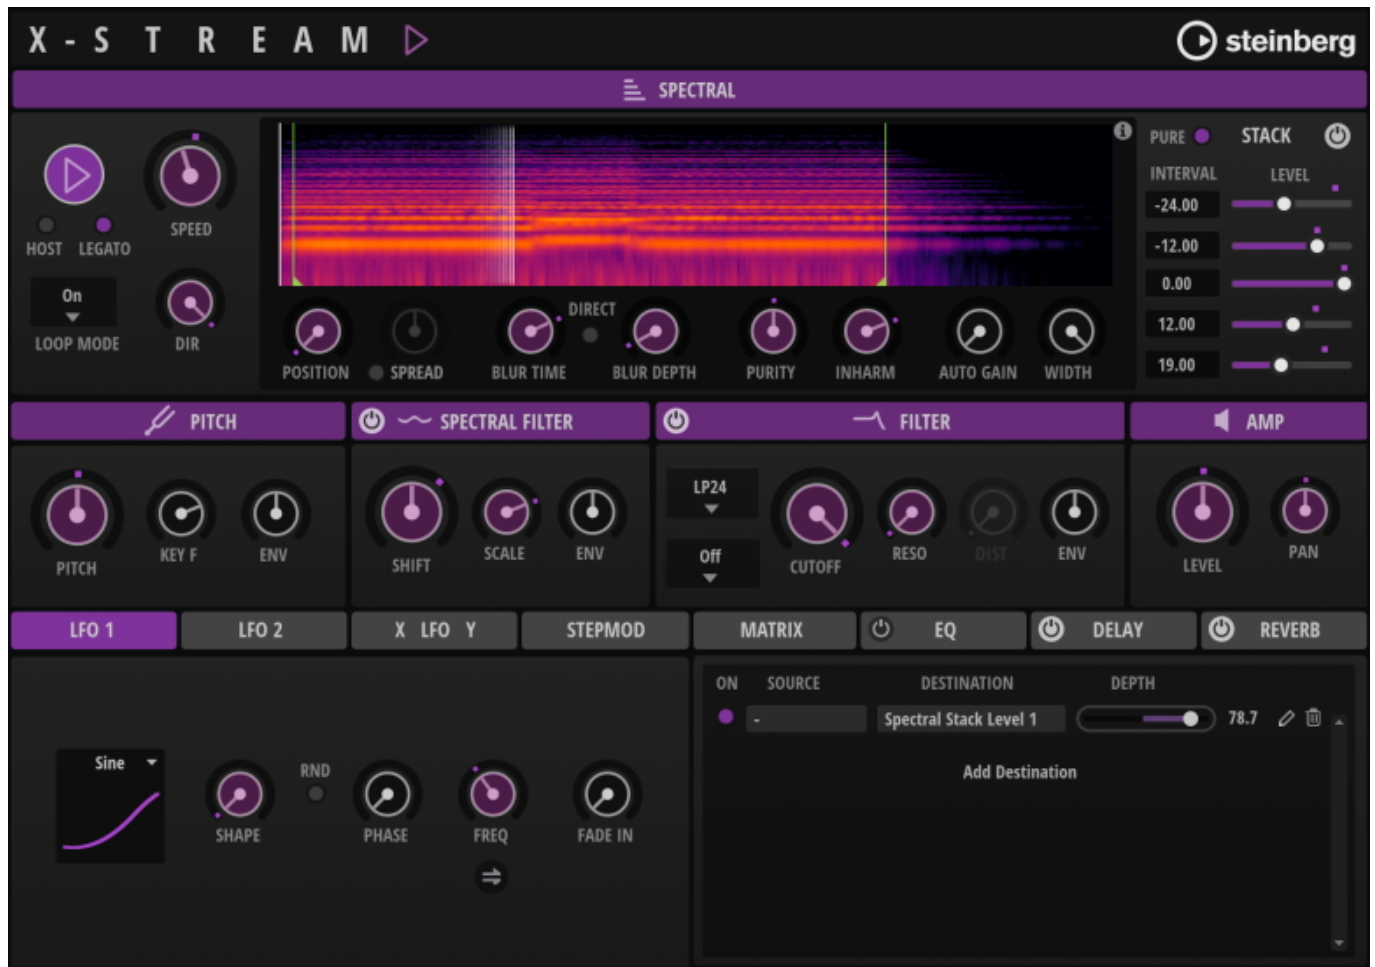 X-STREAM
steinberg
SPECTRAL
PURE STACK
INTERVAL LEVEL
-24.00
-12.00
0.00
12.00
19.00
SPEED
HOST LEGATO
On
LOOP MODE
DIR
DIRECT
POSITION SPREAD BLUR TIME BLUR DEPTH PURITY INHARM AUTO GAIN WIDTH
PITCH
SPECTRAL FILTER
FILTER
AMP
PITCH KEY F ENV
SHIFT SCALE ENV
LP24
Off
CUTOFF RESO DIST ENV
LEVEL PAN
LFO 1 LFO 2 X LFO Y STEPMOD MATRIX EQ DELAY REVERB
Sine
RND
SHAPE PHASE FREQ FADE IN
ON SOURCE DESTINATION DEPTH
- Spectral Stack Level 1 78.7
Add Destination